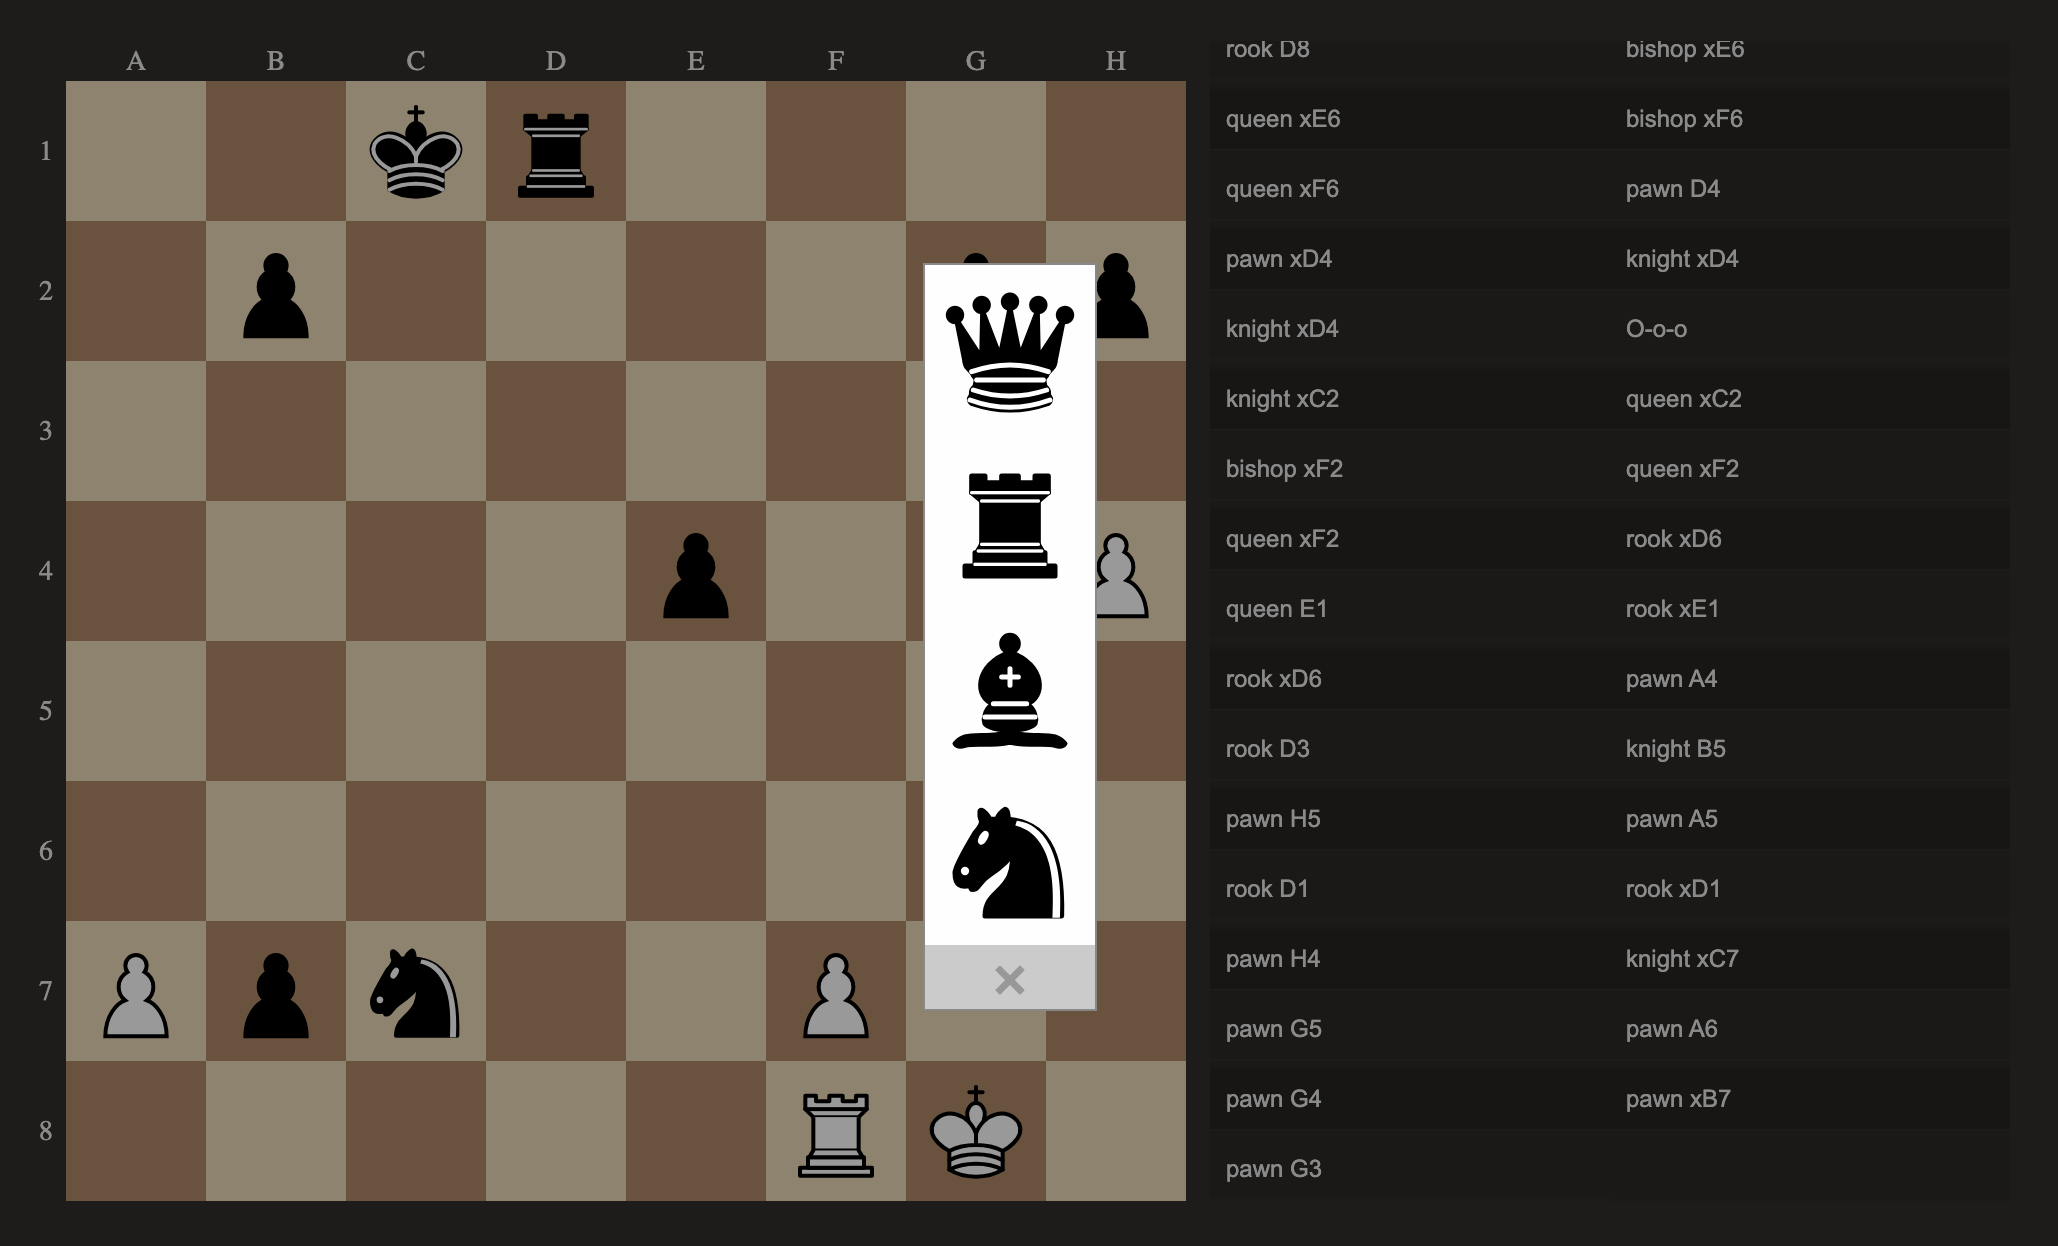 A B C D E F G H
1
2
3
4
5
6
7
8
rook D8 bishop xE6
queen xE6 bishop xF6
queen xF6 pawn D4
pawn xD4 knight xD4
knight xD4 O-o-o
knight xC2 queen xC2
bishop xF2 queen xF2
queen xF2 rook xD6
queen E1 rook xE1
rook xD6 pawn A4
rook D3 knight B5
pawn H5 pawn A5
rook D1 rook xD1
pawn H4 knight xC7
pawn G5 pawn A6
pawn G4 pawn xB7
pawn G3